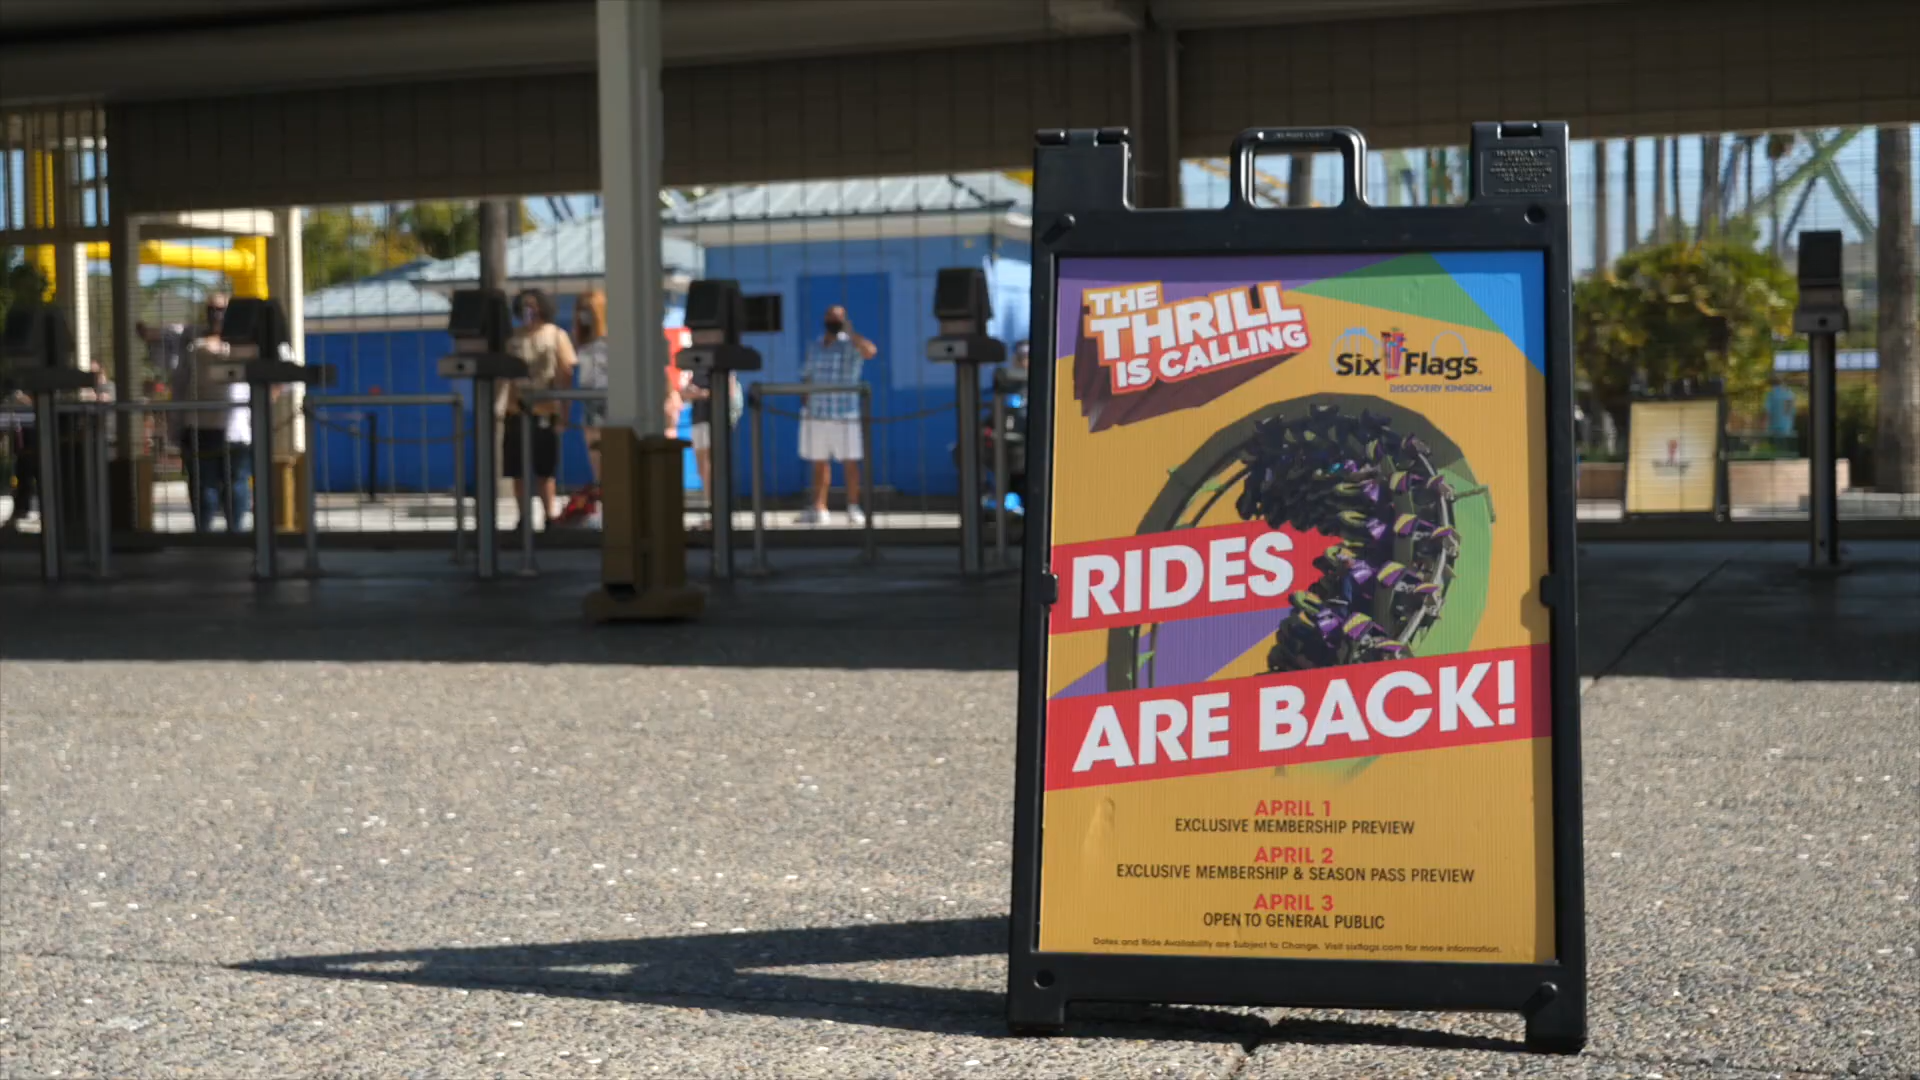 THE
THRILL
IS CALLING
Six Flags
DISCOVERY KINGDOM
RIDES
ARE BACK!
APRIL 1
EXCLUSIVE MEMBERSHIP PREVIEW
APRIL 2
EXCLUSIVE MEMBERSHIP & SEASON PASS PREVIEW
APRIL 3
OPEN TO GENERAL PUBLIC
Dates and Ride Availability are Subject to Change. Visit sixflags.com for more information.